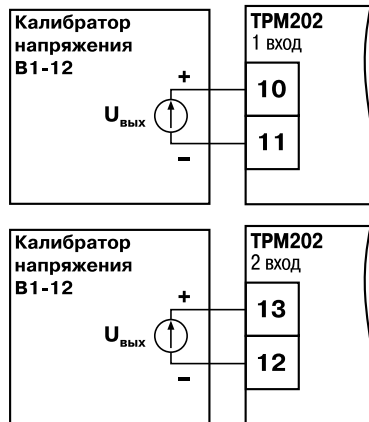 Калибратор
напряжения
В1-12
Uвых
+
−
ТРМ202
1 вход
10
11
Калибратор
напряжения
В1-12
Uвых
+
−
ТРМ202
2 вход
13
12